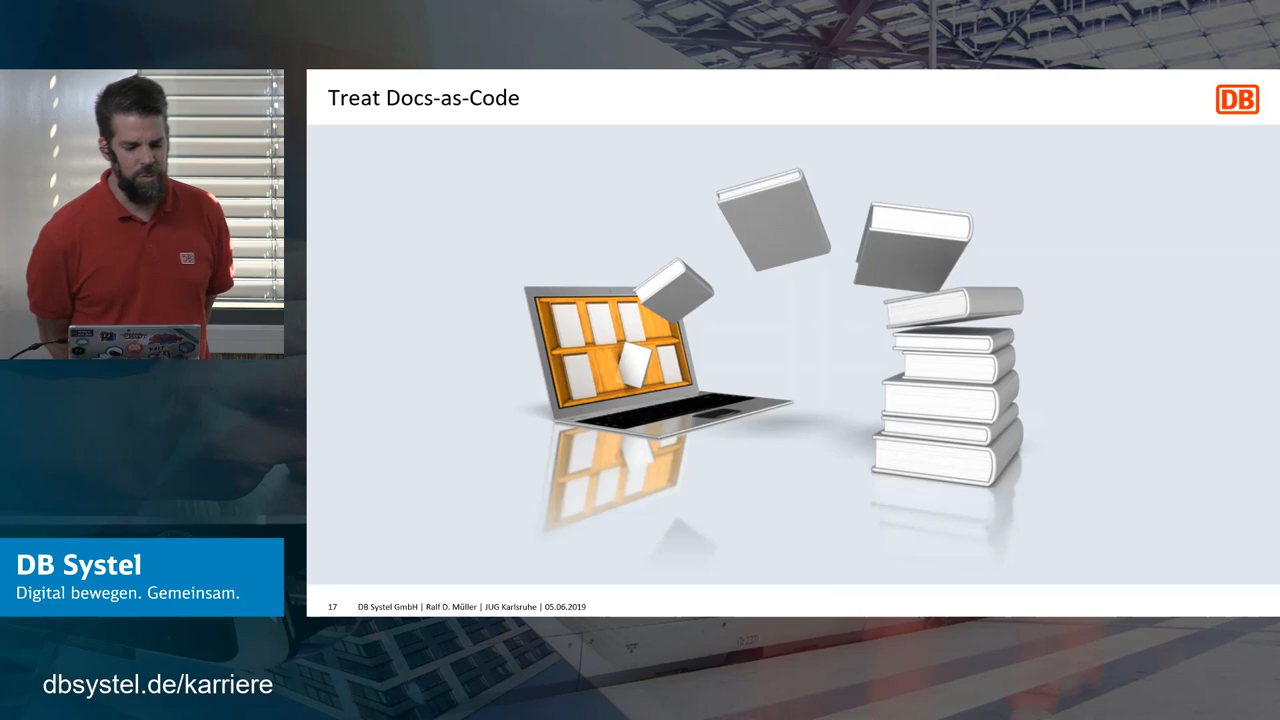 Treat Docs-as-Code
DB
DB
DB Systel
Digital bewegen. Gemeinsam.
17 DB Systel GmbH | Ralf D. Müller | JUG Karlsruhe | 05.06.2019
dbsystel.de/karriere